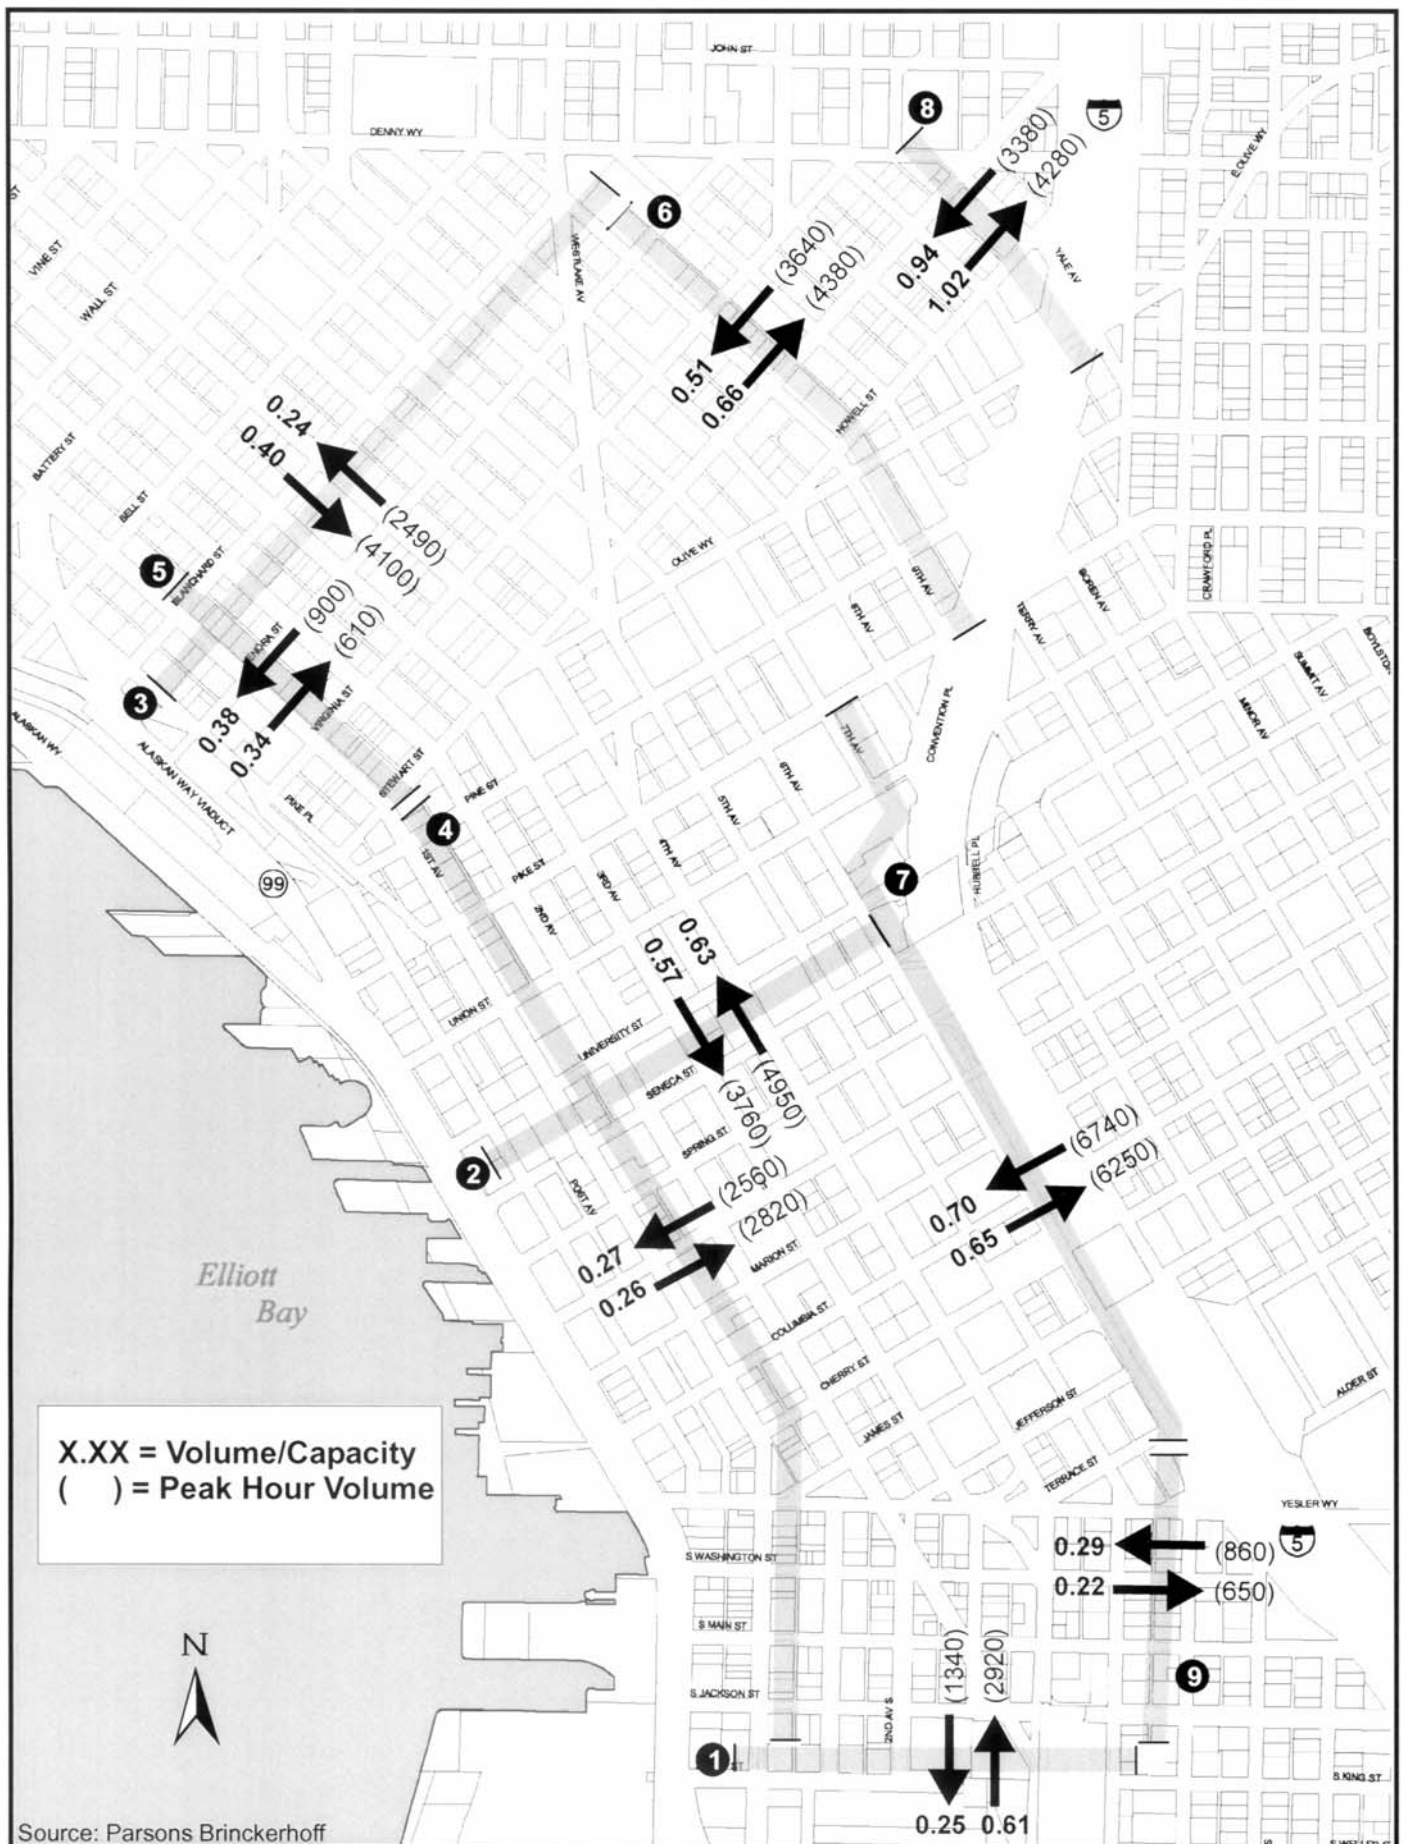 JOHN ST
8
5
DENNY WY
E OLIVE WY
(3380)
(4280)
ST
6
VINE ST
WESTLAKE AV
(3640)
(4380)
0.94
1.02
YALE AV
WALL ST
0.51
0.66
0.24
0.40
HOWELL ST
BATTERY ST
BELL ST
(2490)
(4100)
OLIVE WY
CRAWFORD PL
5
BLANCHARD ST
9TH AV
8TH AV
BOREN AV
TERRY AV
(900)
(610)
BOYLSTON
SUMMIT AV
3
VIRGINIA ST
0.38
0.34
MINOR AV
ALASKAN WY
ALASKAN WAY VIADUCT
7TH AV
CONVENTION PL
STEWART ST
PINE ST
6TH AV
PIKE PL
5TH AV
4
1ST AV
4TH AV
PIKE ST
3RD AV
HUBBELL PL
7
99
2ND AV
0.63
0.57
UNION ST
UNIVERSITY ST
SENECA ST
(3760)
(4950)
SPRING ST
(6740)
(6250)
2
POST AV
(2560)
(2820)
0.70
0.65
MARION ST
0.27
0.26
Elliott
Bay
COLUMBIA ST
CHERRY ST
ALDER ST
JEFFERSON ST
JAMES ST
X.XX = Volume/Capacity
( ) = Peak Hour Volume
TERRACE ST
YESLER WY
5
0.29
(860)
S WASHINGTON ST
0.22
(650)
S MAIN ST
N
(1340)
(2920)
9
S JACKSON ST
2ND AV S
1
ST
S KING ST
0.25 0.61
Source: Parsons Brinckerhoff